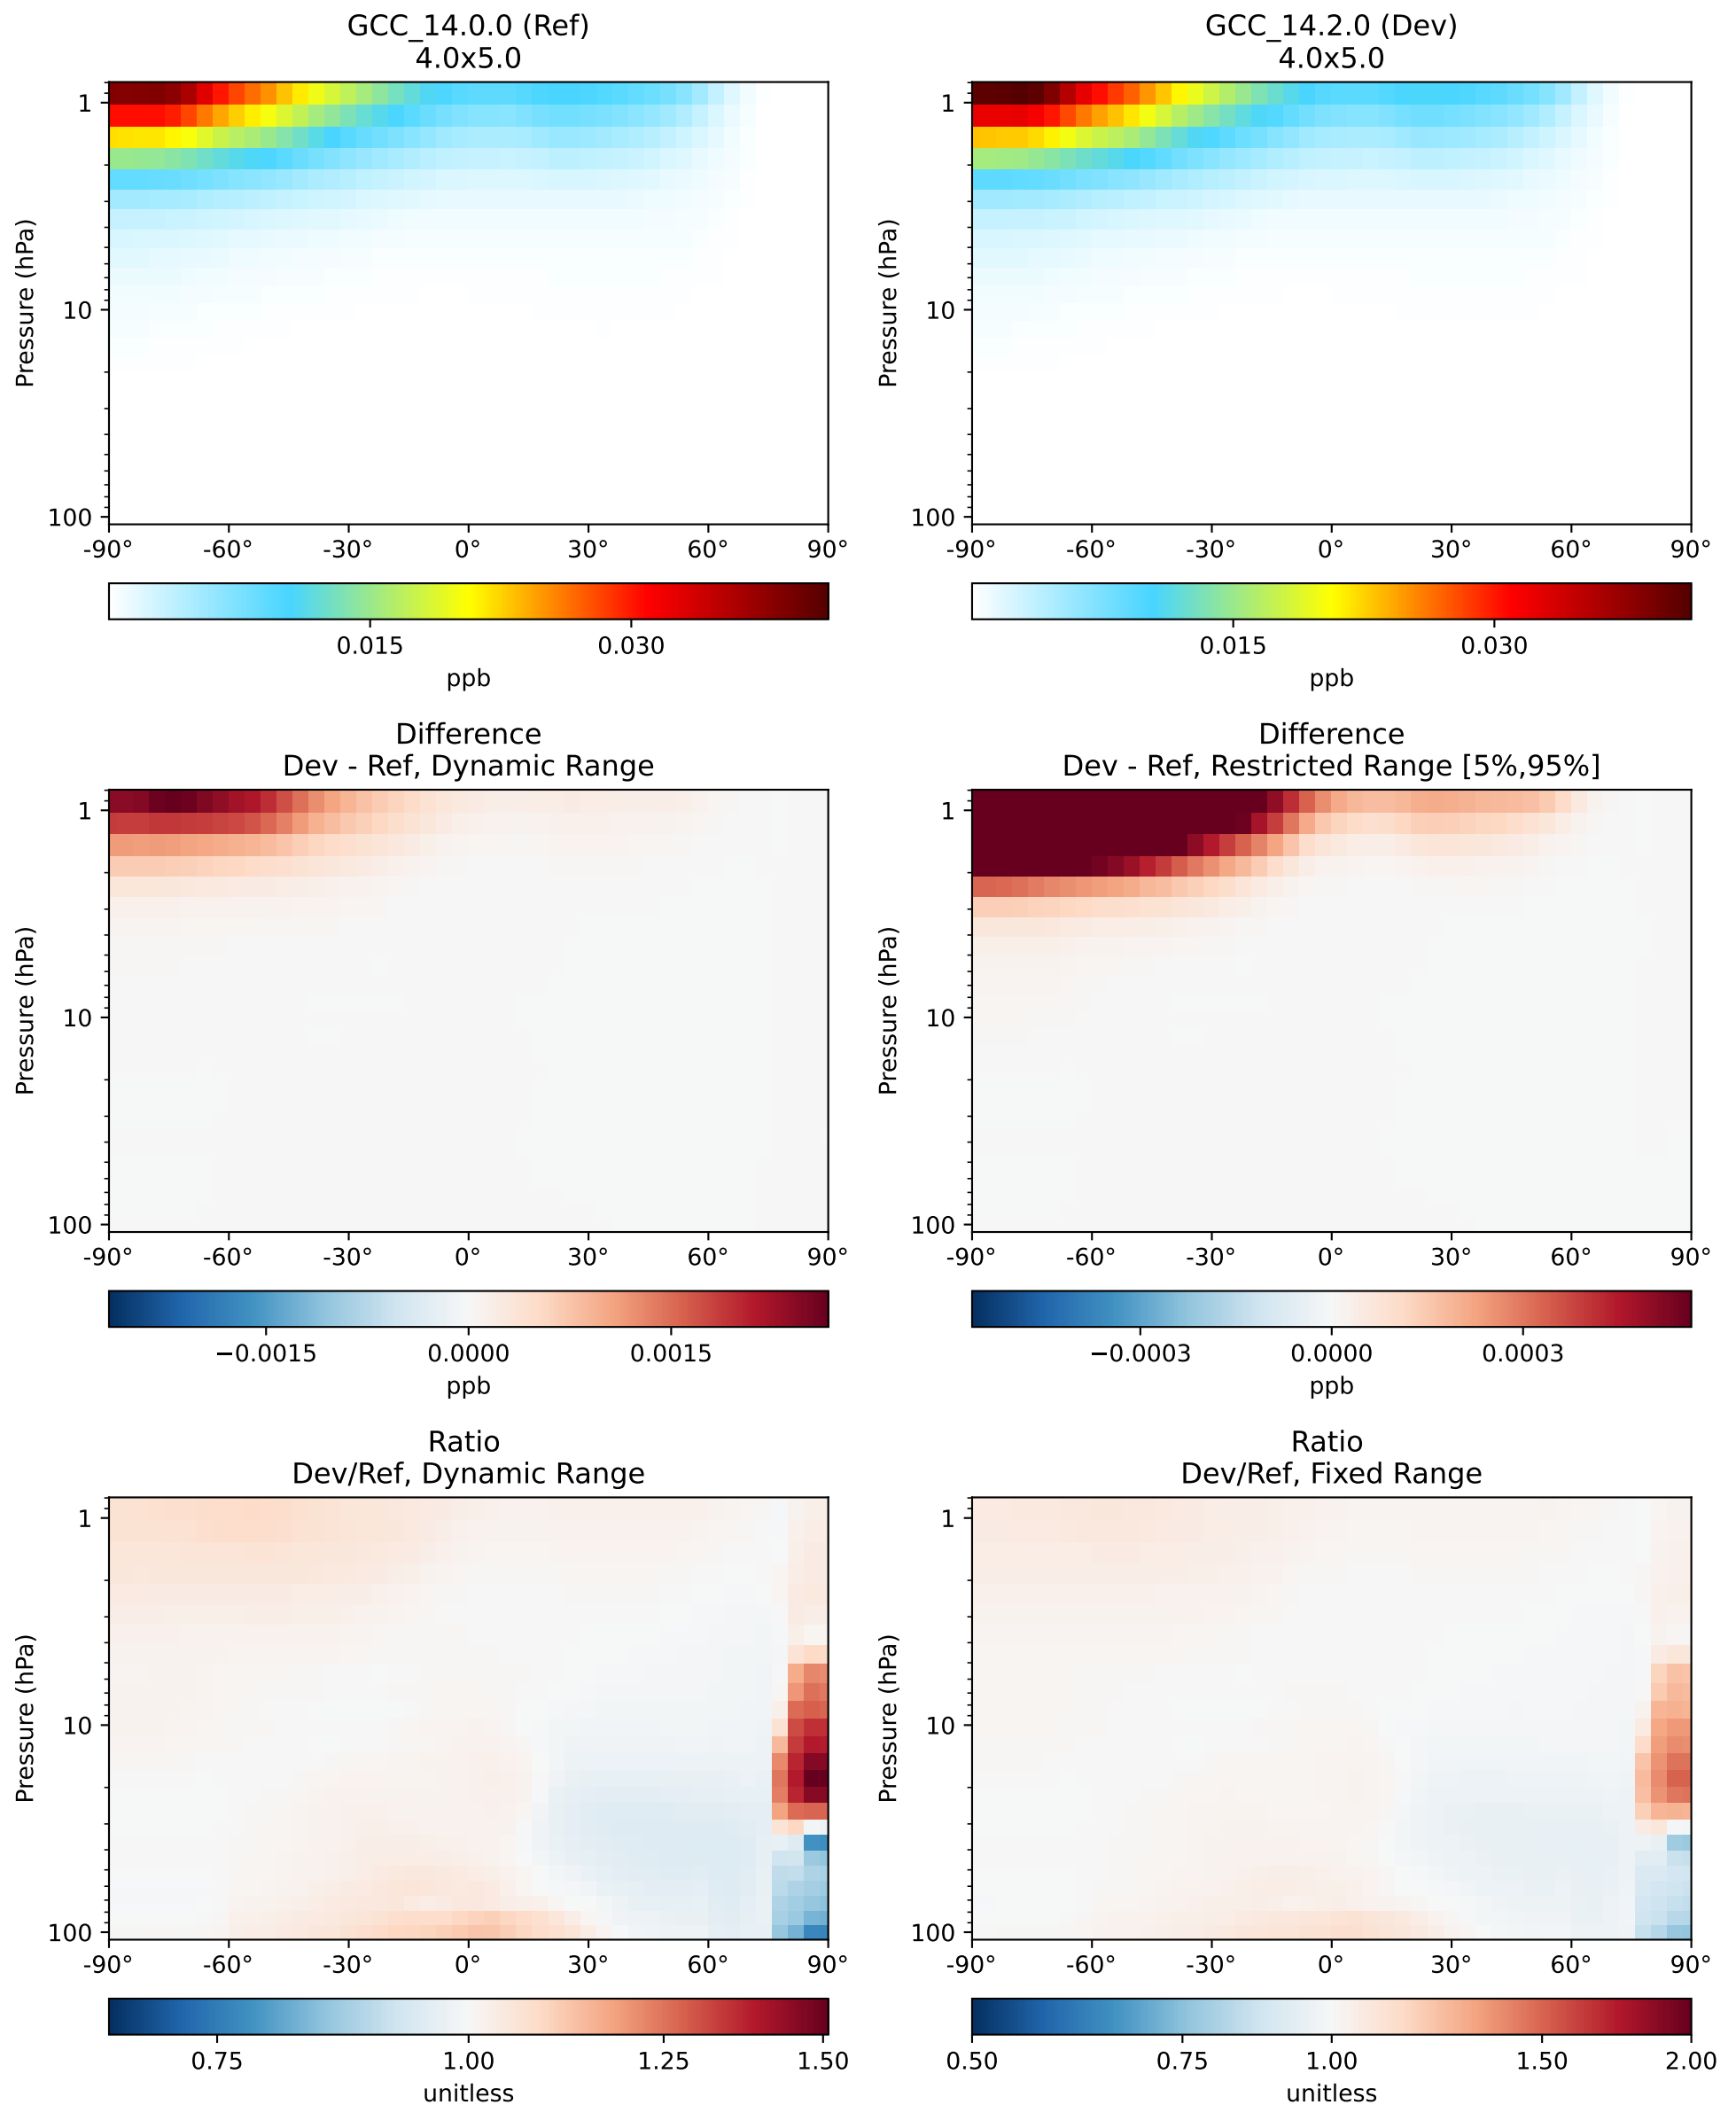 GCC_14.0.0 (Ref)
4.0x5.0
Pressure (hPa)
1
10
100
-90° -60° -30° 0° 30° 60° 90°
0.015 0.030
ppb
GCC_14.2.0 (Dev)
4.0x5.0
Pressure (hPa)
1
10
100
-90° -60° -30° 0° 30° 60° 90°
0.015 0.030
ppb
Difference
Dev - Ref, Dynamic Range
Pressure (hPa)
1
10
100
-90° -60° -30° 0° 30° 60° 90°
−0.0015 0.0000 0.0015
ppb
Difference
Dev - Ref, Restricted Range [5%,95%]
Pressure (hPa)
1
10
100
-90° -60° -30° 0° 30° 60° 90°
−0.0003 0.0000 0.0003
ppb
Ratio
Dev/Ref, Dynamic Range
Pressure (hPa)
1
10
100
-90° -60° -30° 0° 30° 60° 90°
0.75 1.00 1.25 1.50
unitless
Ratio
Dev/Ref, Fixed Range
Pressure (hPa)
1
10
100
-90° -60° -30° 0° 30° 60° 90°
0.50 0.75 1.00 1.50 2.00
unitless